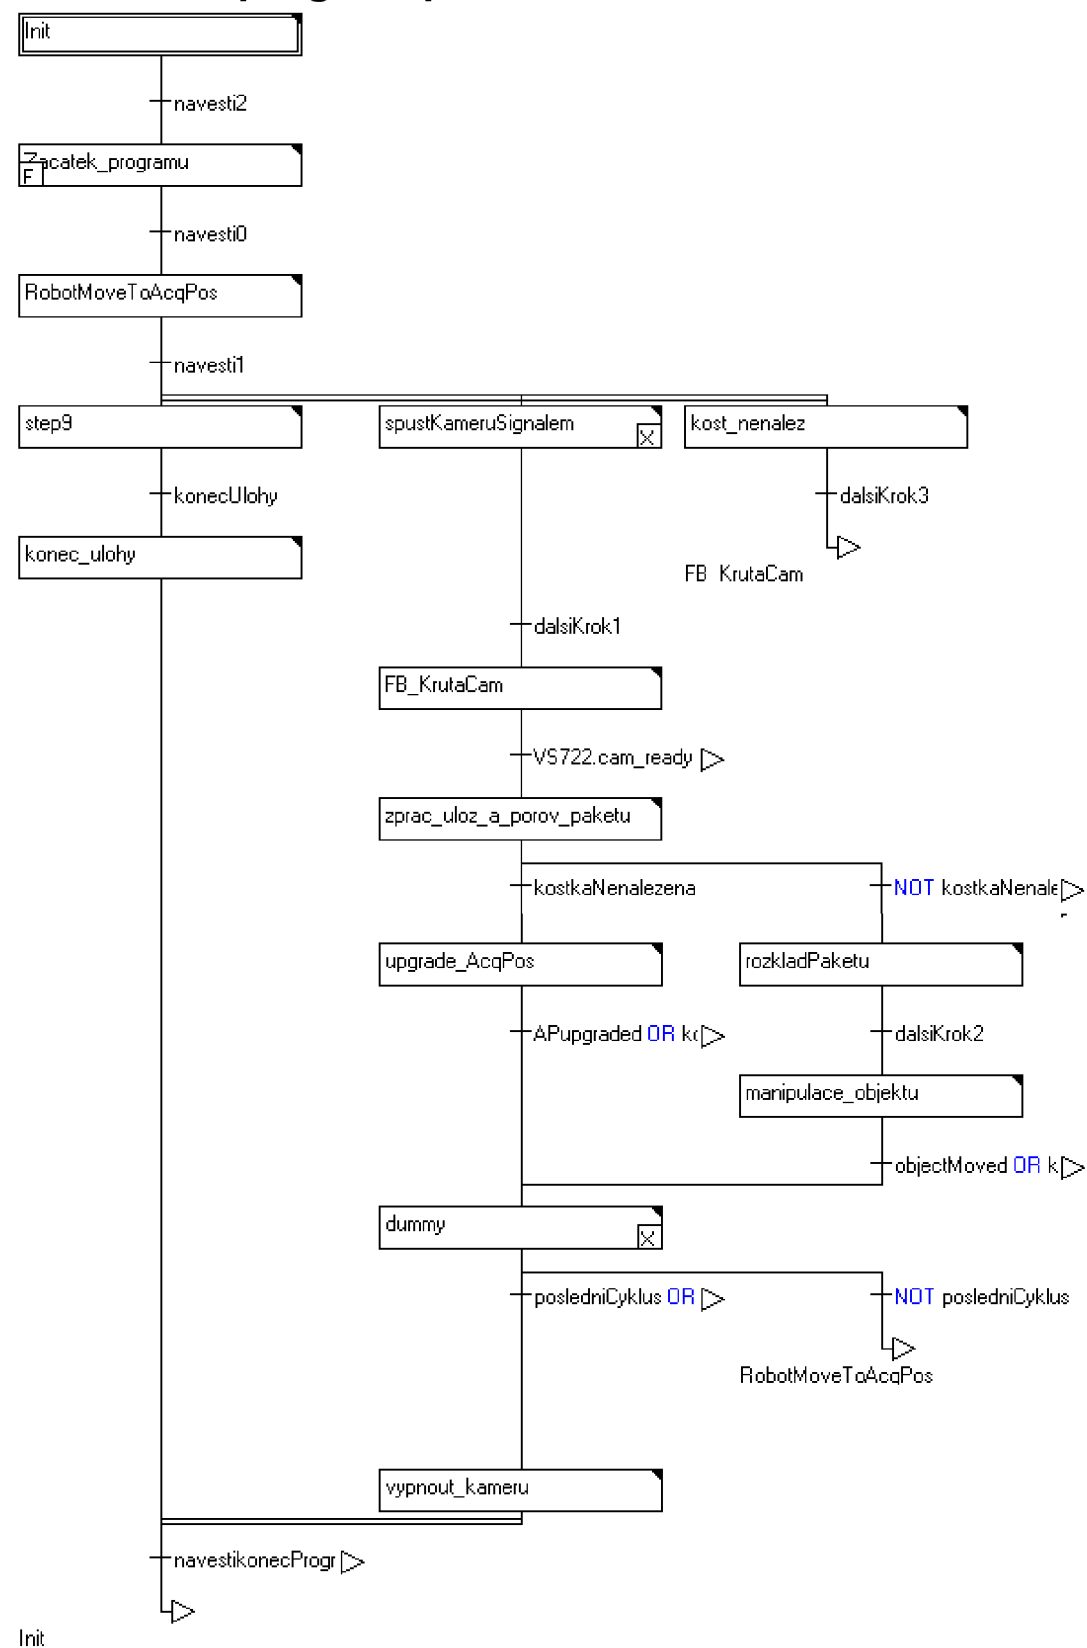 Init
navesti2
Zacatek_programu
E
navesti0
RobotMoveToAcqPos
navesti1
step9
spustKameruSignalem
X
kost_nenalez
konecUlohy
dalsiKrok3
konec_ulohy
FB_KrutaCam
dalsiKrok1
FB_KrutaCam
VS722.cam_ready
zprac_uloz_a_porov_paketu
kostkaNenalezena
NOT kostkaNenale
upgrade_AcqPos
rozkladPaketu
APupgraded OR k
dalsiKrok2
manipulace_objektu
objectMoved OR k
dummy
X
posledniCyklus OR
NOT posledniCyklus
RobotMoveToAcqPos
vypnout_kameru
navestikonecProgr
Init